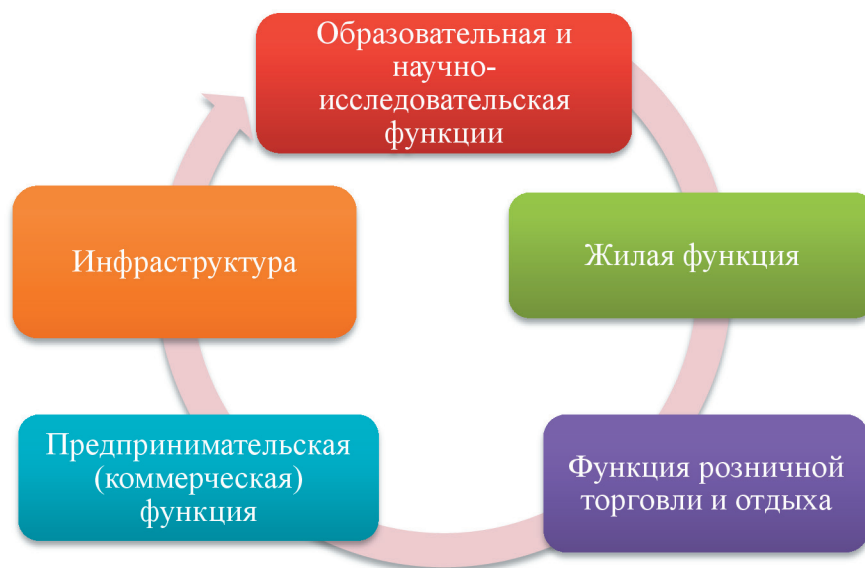 Образовательная и
научно-
исследовательская
функции
Жилая функция
Функция розничной
торговли и отдыха
Предпринимательская
(коммерческая)
функция
Инфраструктура